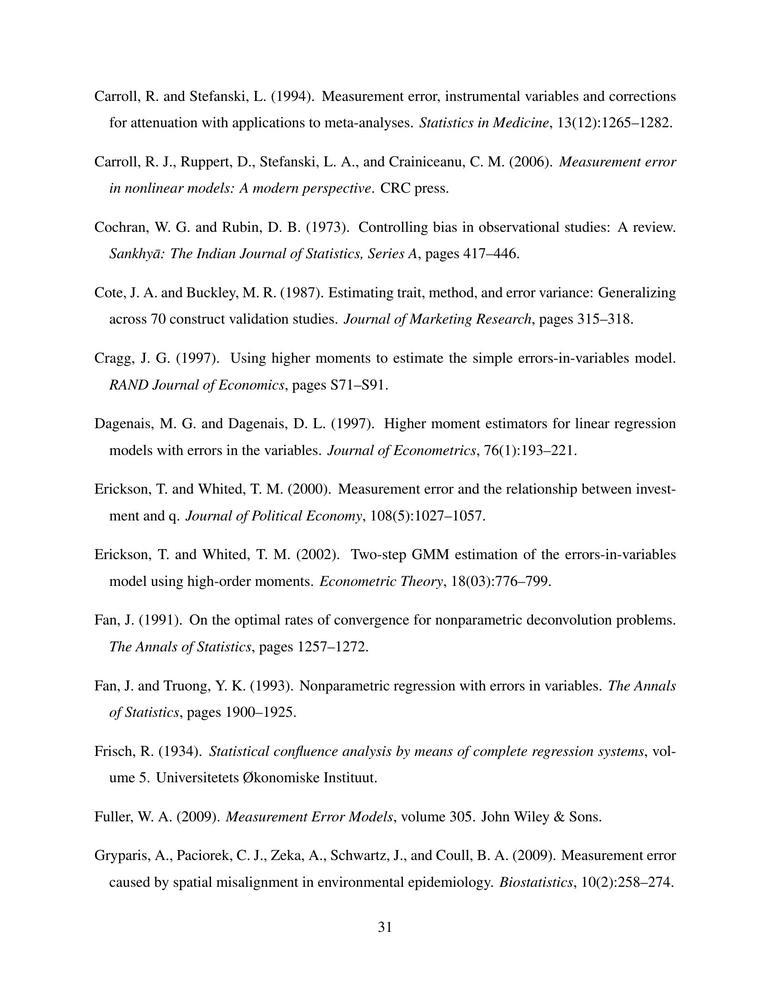 Carroll, R. and Stefanski, L. (1994). Measurement error, instrumental variables and corrections
for attenuation with applications to meta-analyses. Statistics in Medicine, 13(12):1265–1282.
Carroll, R. J., Ruppert, D., Stefanski, L. A., and Crainiceanu, C. M. (2006). Measurement error
in nonlinear models: A modern perspective. CRC press.
Cochran, W. G. and Rubin, D. B. (1973). Controlling bias in observational studies: A review.
Sankhyā: The Indian Journal of Statistics, Series A, pages 417–446.
Cote, J. A. and Buckley, M. R. (1987). Estimating trait, method, and error variance: Generalizing
across 70 construct validation studies. Journal of Marketing Research, pages 315–318.
Cragg, J. G. (1997). Using higher moments to estimate the simple errors-in-variables model.
RAND Journal of Economics, pages S71–S91.
Dagenais, M. G. and Dagenais, D. L. (1997). Higher moment estimators for linear regression
models with errors in the variables. Journal of Econometrics, 76(1):193–221.
Erickson, T. and Whited, T. M. (2000). Measurement error and the relationship between invest-
ment and q. Journal of Political Economy, 108(5):1027–1057.
Erickson, T. and Whited, T. M. (2002). Two-step GMM estimation of the errors-in-variables
model using high-order moments. Econometric Theory, 18(03):776–799.
Fan, J. (1991). On the optimal rates of convergence for nonparametric deconvolution problems.
The Annals of Statistics, pages 1257–1272.
Fan, J. and Truong, Y. K. (1993). Nonparametric regression with errors in variables. The Annals
of Statistics, pages 1900–1925.
Frisch, R. (1934). Statistical confluence analysis by means of complete regression systems, vol-
ume 5. Universitetets Økonomiske Instituut.
Fuller, W. A. (2009). Measurement Error Models, volume 305. John Wiley & Sons.
Gryparis, A., Paciorek, C. J., Zeka, A., Schwartz, J., and Coull, B. A. (2009). Measurement error
caused by spatial misalignment in environmental epidemiology. Biostatistics, 10(2):258–274.
31